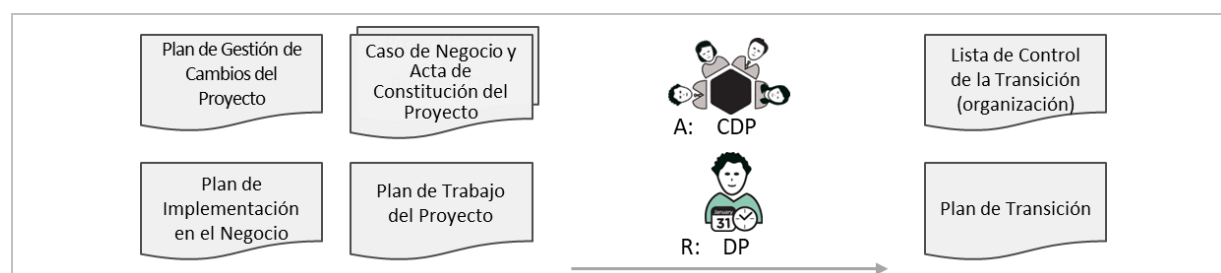 Plan de Gestión de
Cambios del
Proyecto
Caso de Negocio y
Acta de
Constitución del
Proyecto
A: CDP
Lista de Control
de la Transición
(organización)
Plan de
Implementación
en el Negocio
Plan de Trabajo
del Proyecto
January
31
R: DP
Plan de Transición